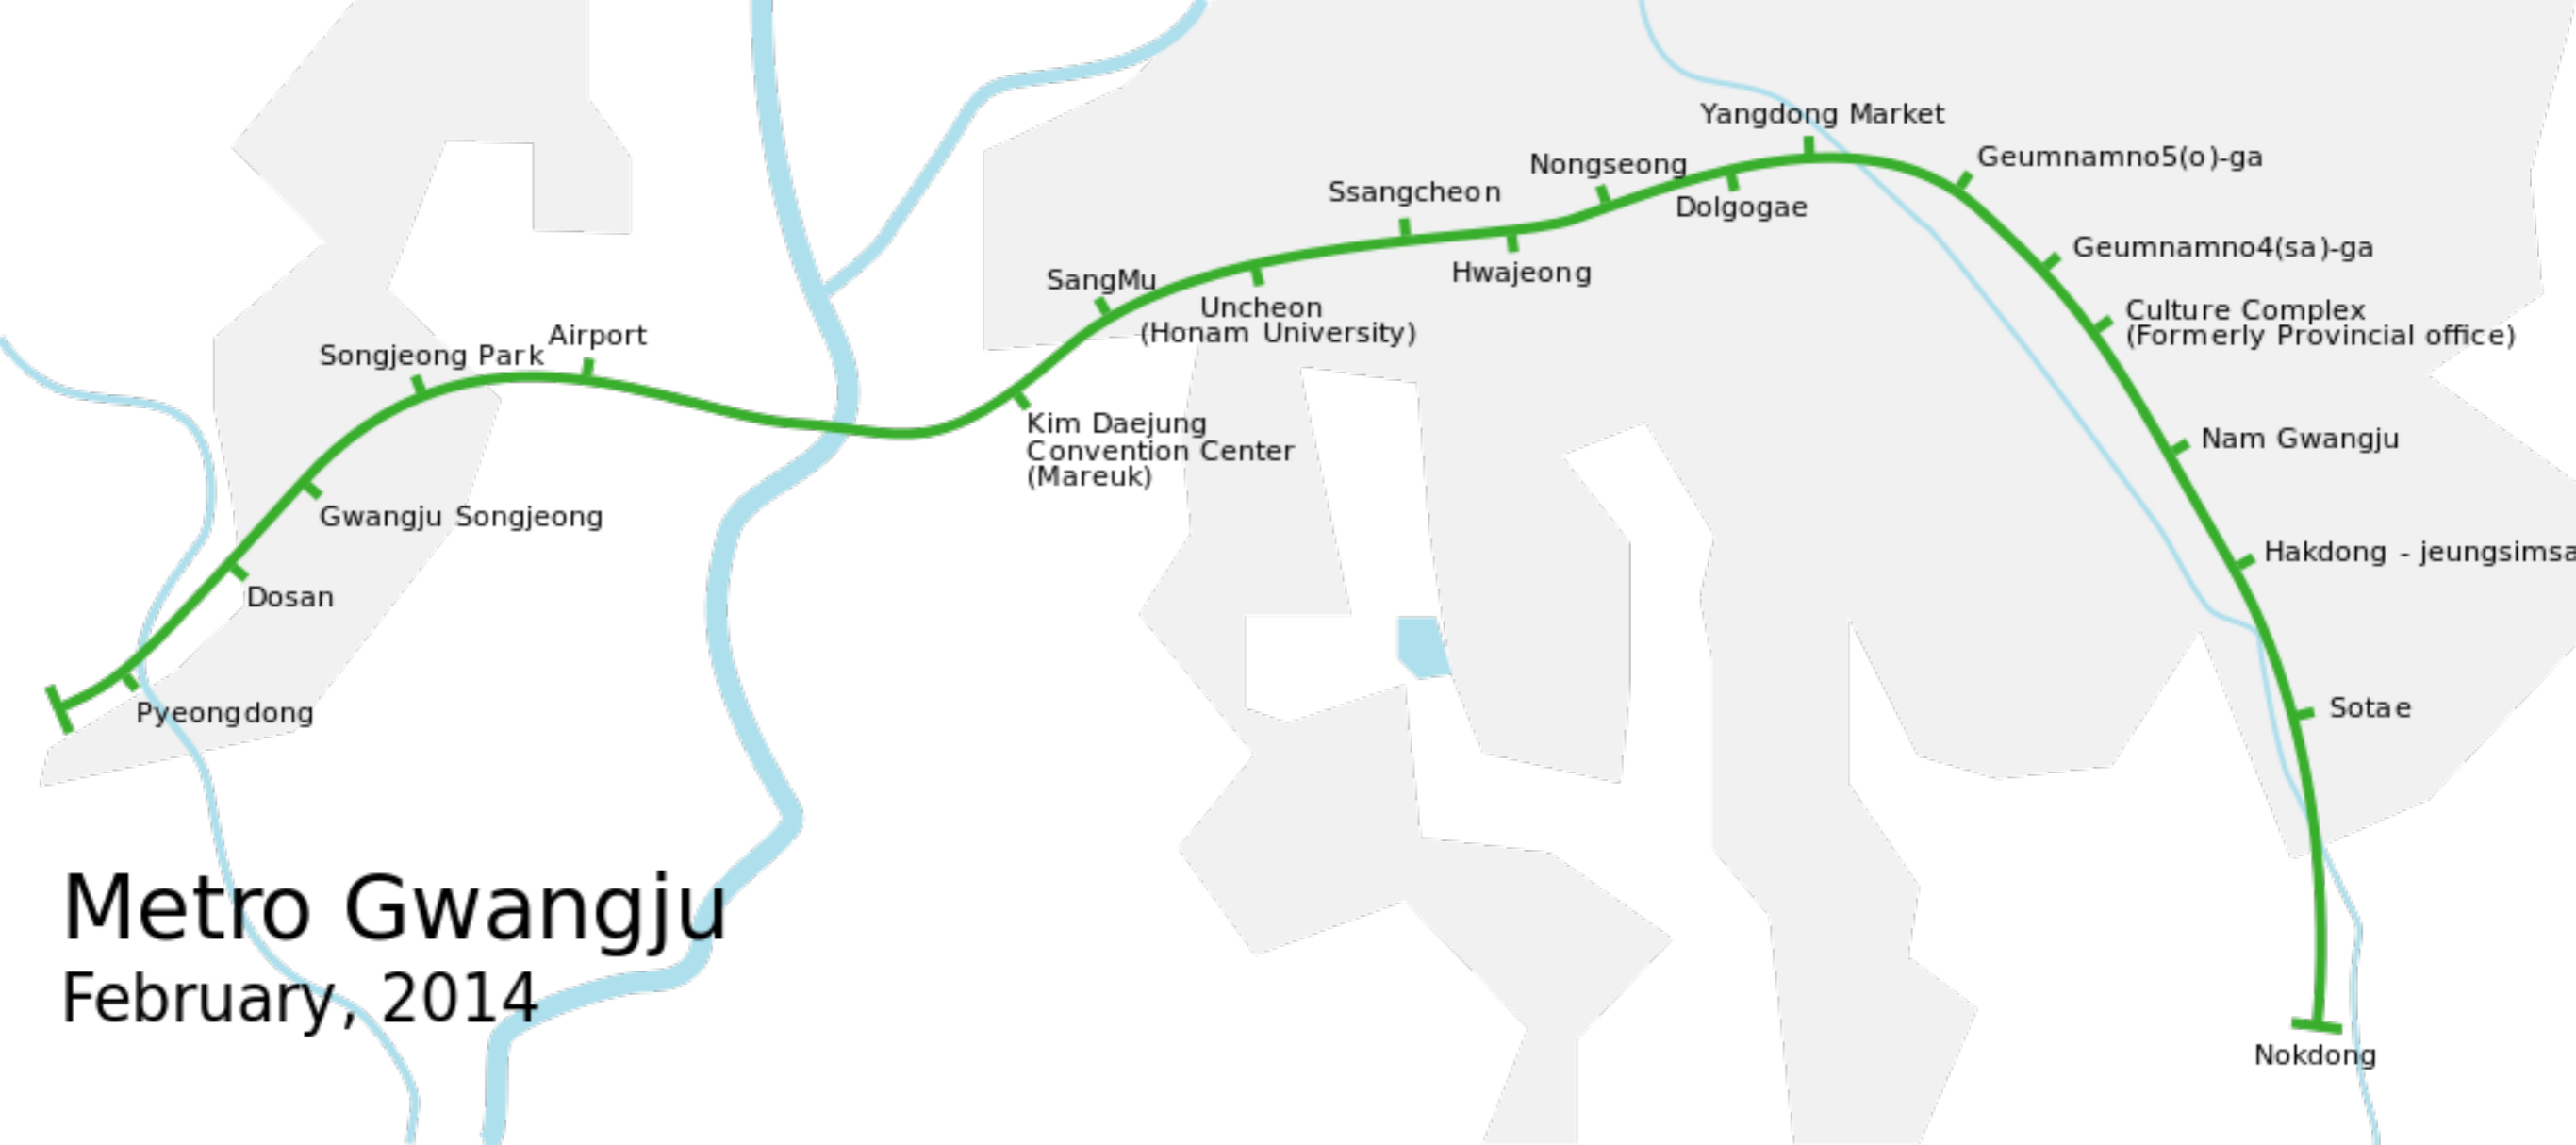 Yangdong Market
Geumnamno5(o)-ga
Nongseong
Ssangcheon
Dolgogae
Geumnamno4(sa)-ga
Hwajeong
SangMu
Uncheon
(Honam University)
Culture Complex
(Formerly Provincial office)
Airport
Songjeong Park
Kim Daejung
Convention Center
(Mareuk)
Nam Gwangju
Gwangju Songjeong
Hakdong - jeungsimsa
Dosan
Pyeongdong
Sotae
Metro Gwangju
February, 2014
Nokdong